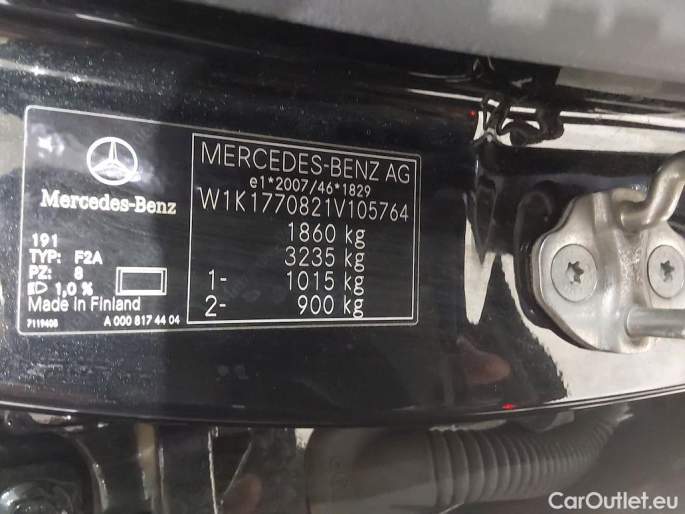 Mercedes-Benz
191
TYP: F2A
PZ: 8
1,0 %
Made in Finland
7119408 A 000 817 44 04
MERCEDES-BENZ AG
e1*2007/46*1829
W1K1770821V105764
1860 kg
3235 kg
1- 1015 kg
2- 900 kg
CarOutlet.eu